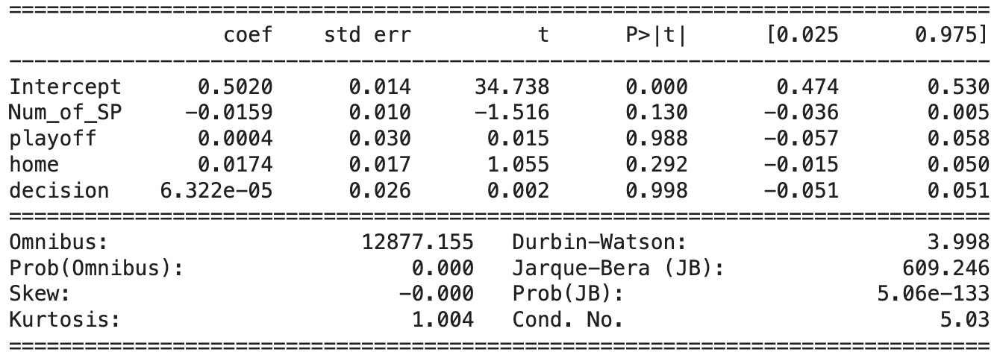 coef std err t P>|t| [0.025 0.975]
Intercept 0.5020 0.014 34.738 0.000 0.474 0.530
Num_of_SP -0.0159 0.010 -1.516 0.130 -0.036 0.005
playoff 0.0004 0.030 0.015 0.988 -0.057 0.058
home 0.0174 0.017 1.055 0.292 -0.015 0.050
decision 6.322e-05 0.026 0.002 0.998 -0.051 0.051
Omnibus: 12877.155 Durbin-Watson: 3.998
Prob(Omnibus): 0.000 Jarque-Bera (JB): 609.246
Skew: -0.000 Prob(JB): 5.06e-133
Kurtosis: 1.004 Cond. No. 5.03